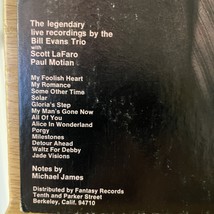 The legendary
live recordings by the
Bill Evans Trio
with
Scott LaFaro
Paul Motian
My Foolish Heart
My Romance
Some Other Time
Solar
Gloria's Step
My Man's Gone Now
All Of You
Alice In Wonderland
Porgy
Milestones
Detour Ahead
Waltz For Debby
Jade Visions
Notes by
Michael James
Distributed by Fantasy Records
Tenth and Parker Street
Berkeley, Calif. 94710